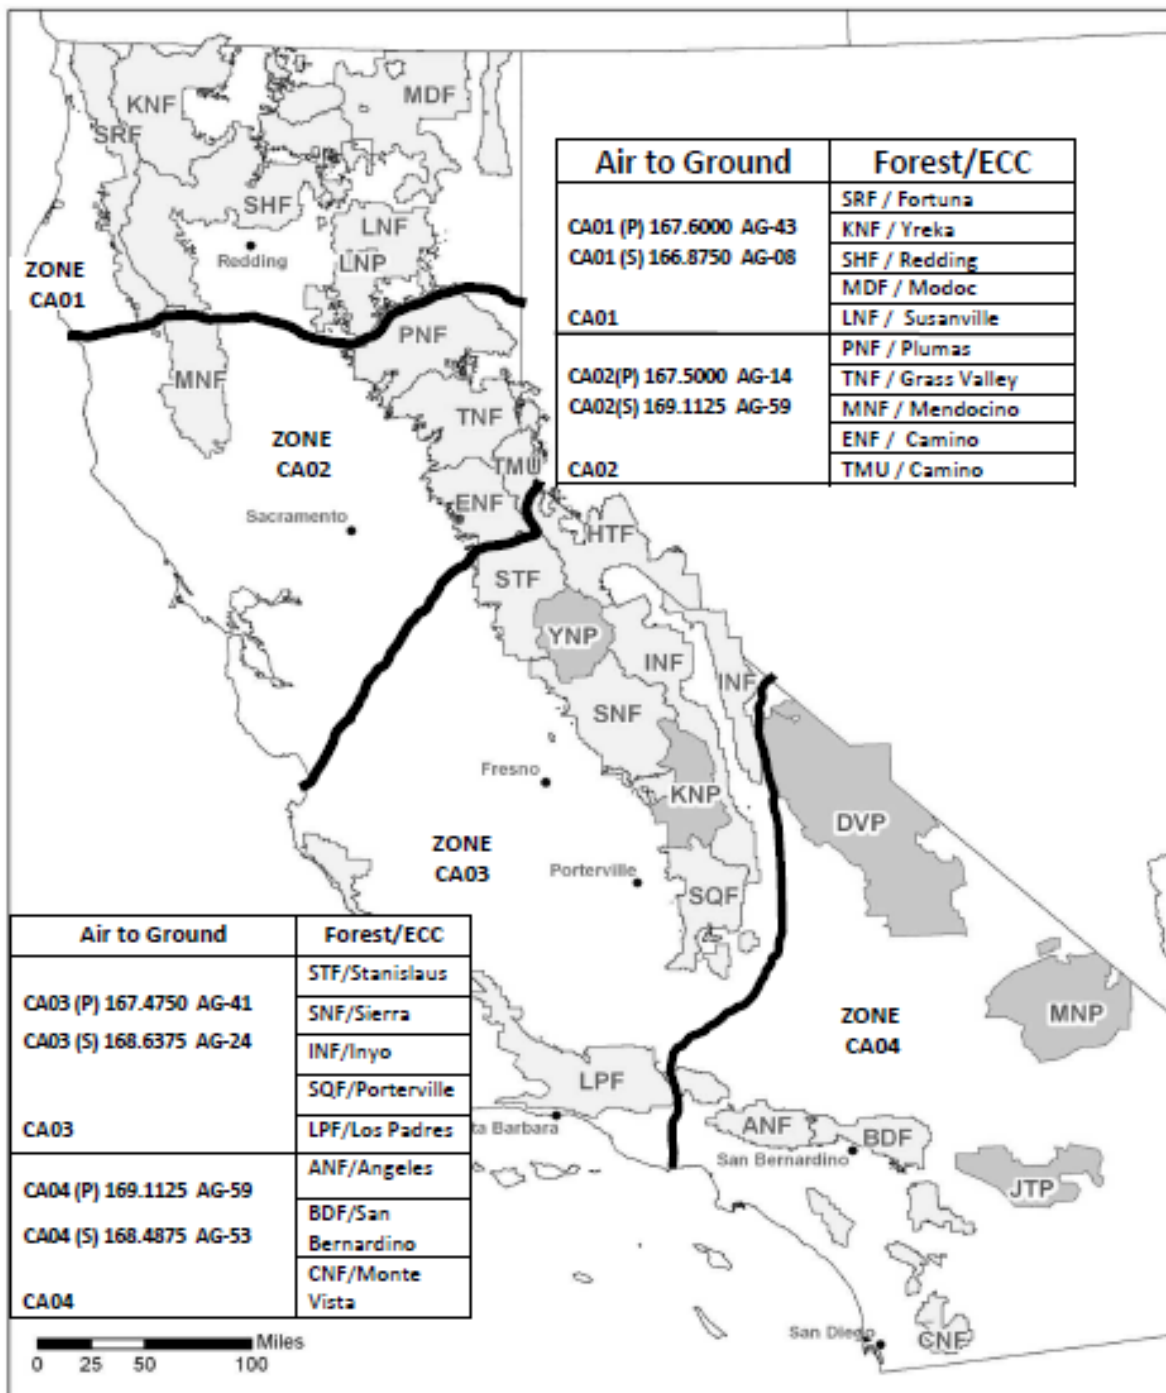 KNF
MDF
SRF
SHF
LNF
Redding
LNP
ZONE
CA01
PNF
MNF
TNF
ZONE
CA02
TMU
ENF
Sacramento
HTF
STF
YNP
INF
INF
SNF
Fresno
KNP
DVP
ZONE
CA03
Porterville
SQF
MNP
ZONE
CA04
LPF
ta Barbara
ANF
BDF
San Bernardino
JTP
San Diego
CNF
Air to Ground Forest/ECC
SRF / Fortuna
CA01 (P) 167.6000 AG-43 KNF / Yreka
CA01 (S) 166.8750 AG-08 SHF / Redding
MDF / Modoc
CA01 LNF / Susanville
PNF / Plumas
CA02(P) 167.5000 AG-14 TNF / Grass Valley
CA02(S) 169.1125 AG-59 MNF / Mendocino
ENF / Camino
CA02 TMU / Camino
Air to Ground Forest/ECC
STF/Stanislaus
CA03 (P) 167.4750 AG-41
SNF/Sierra
CA03 (S) 168.6375 AG-24
INF/Inyo
SQF/Porterville
CA03 LPF/Los Padres
ANF/Angeles
CA04 (P) 169.1125 AG-59
BDF/San
CA04 (S) 168.4875 AG-53 Bernardino
CNF/Monte
CA04 Vista
Miles
0 25 50 100